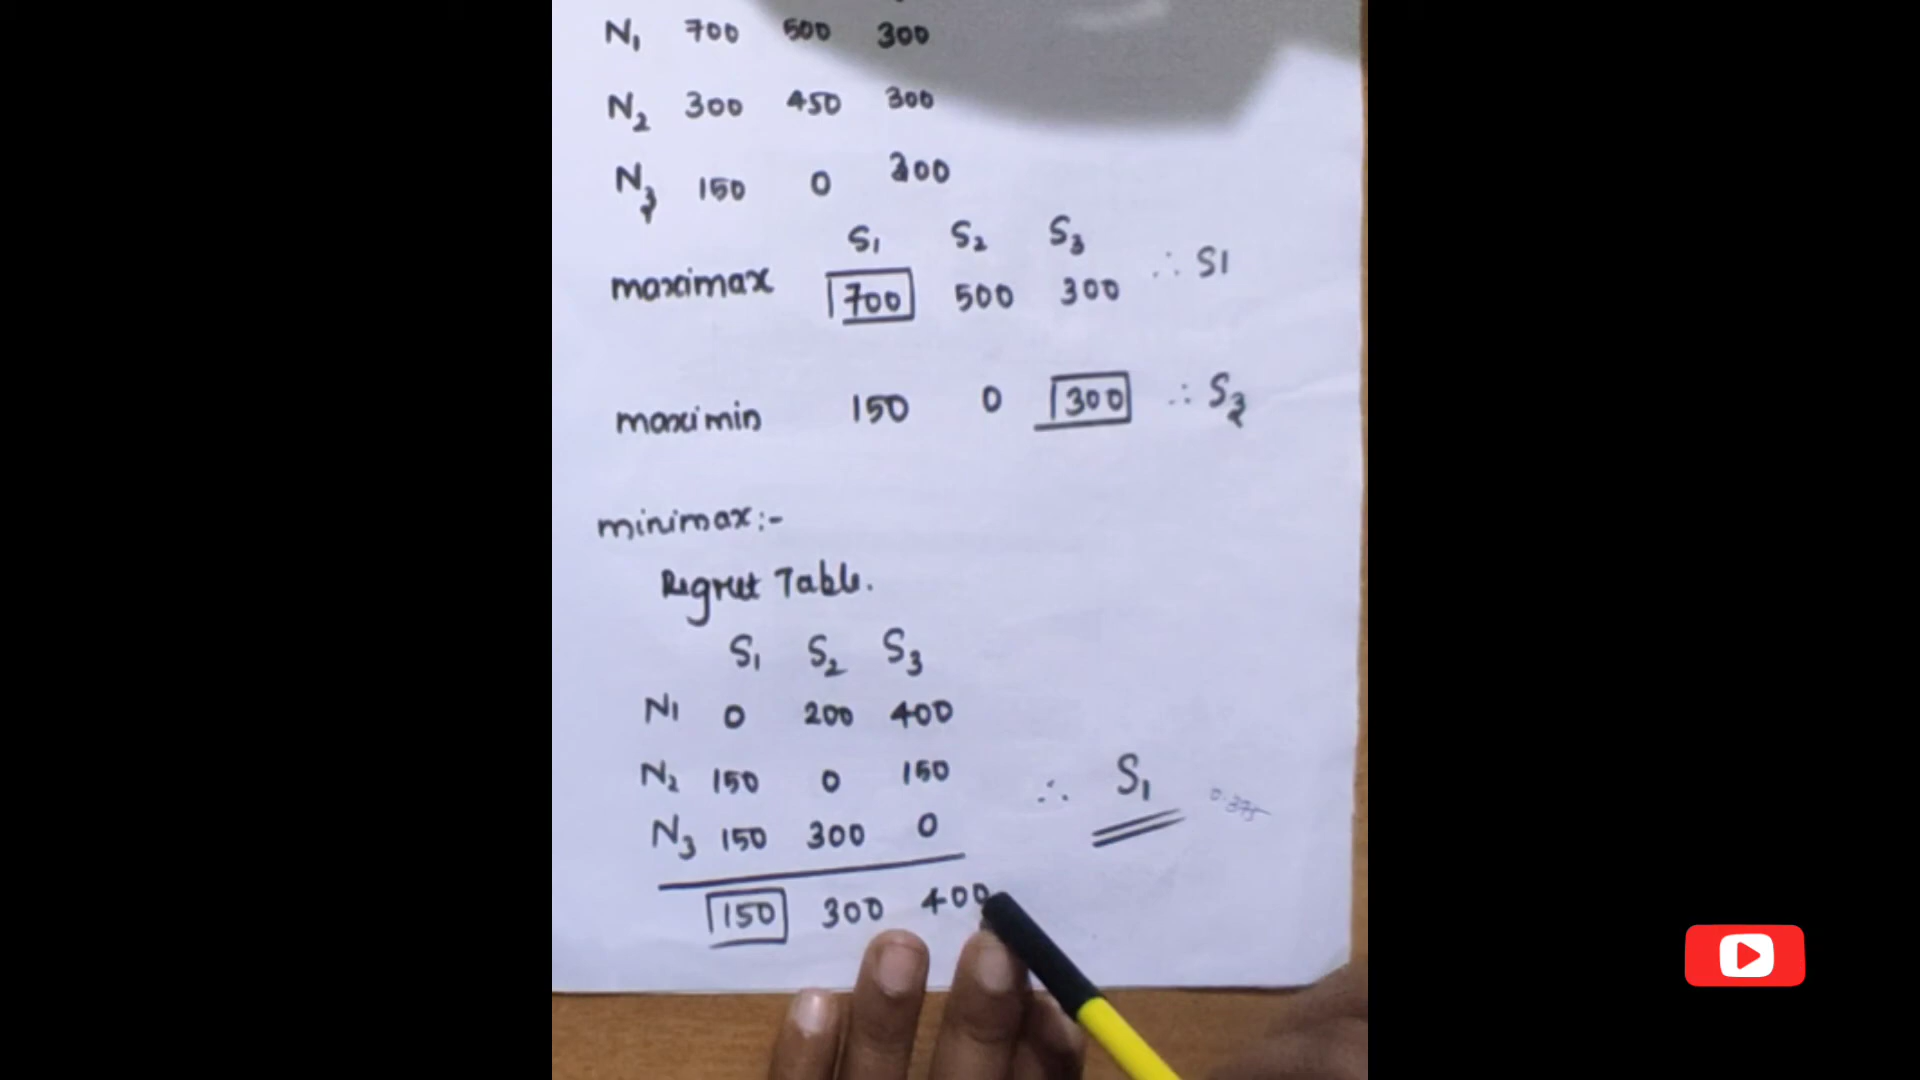 N1 700 500 300
N2 300 450 300
N3 150 0 300
S1 S2 S3
maximax 700 500 300 ∴ S1
maximin 150 0 300 ∴ S3
minimax:-
Regret Table.
S1 S2 S3
N1 0 200 400
N2 150 0 150
N3 150 300 0
∴ S1
150 300 400